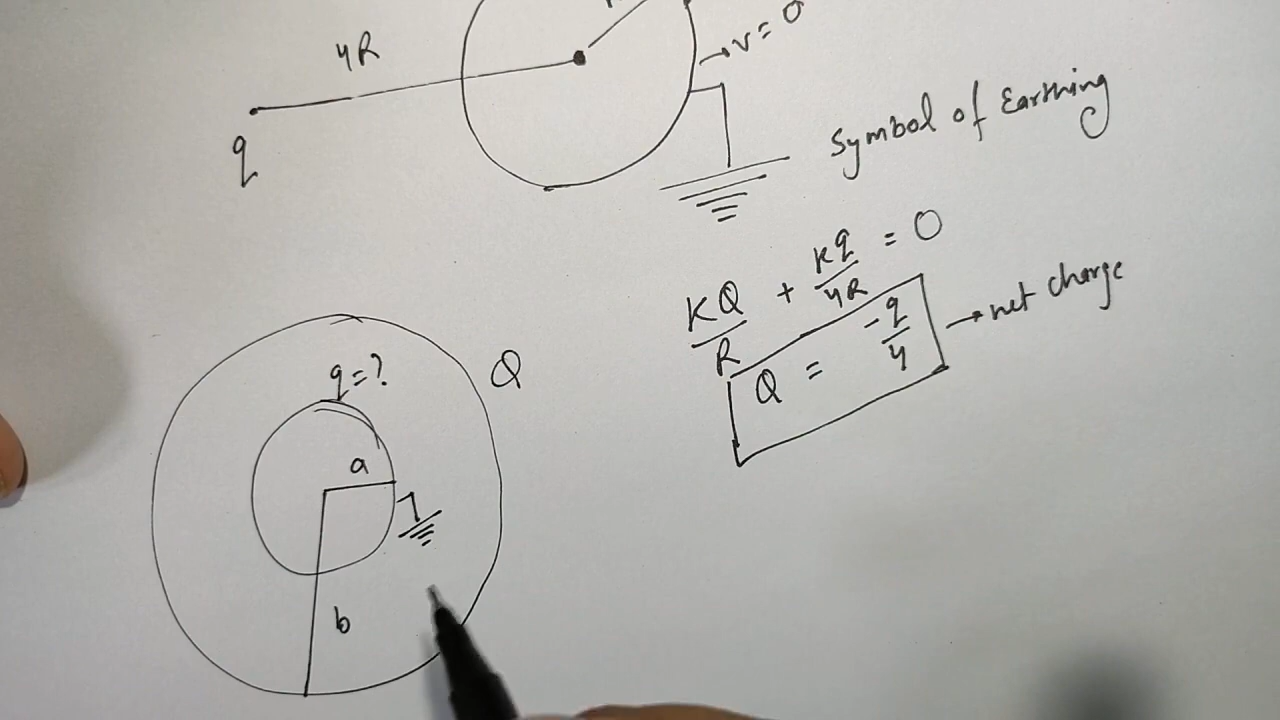 4R
→ v = 0
q
Symbol of Earthing
KQ/R + kq/4R = 0
Q = -q/4 → net charge
q = ?
Q
a
b